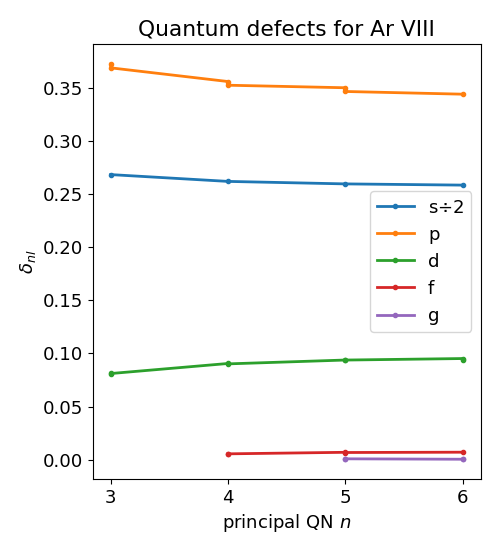 Quantum defects for Ar VIII
0.35
0.30
0.25
0.20
0.15
0.10
0.05
0.00
δnl
s÷2
p
d
f
g
3 4 5 6
principal QN n